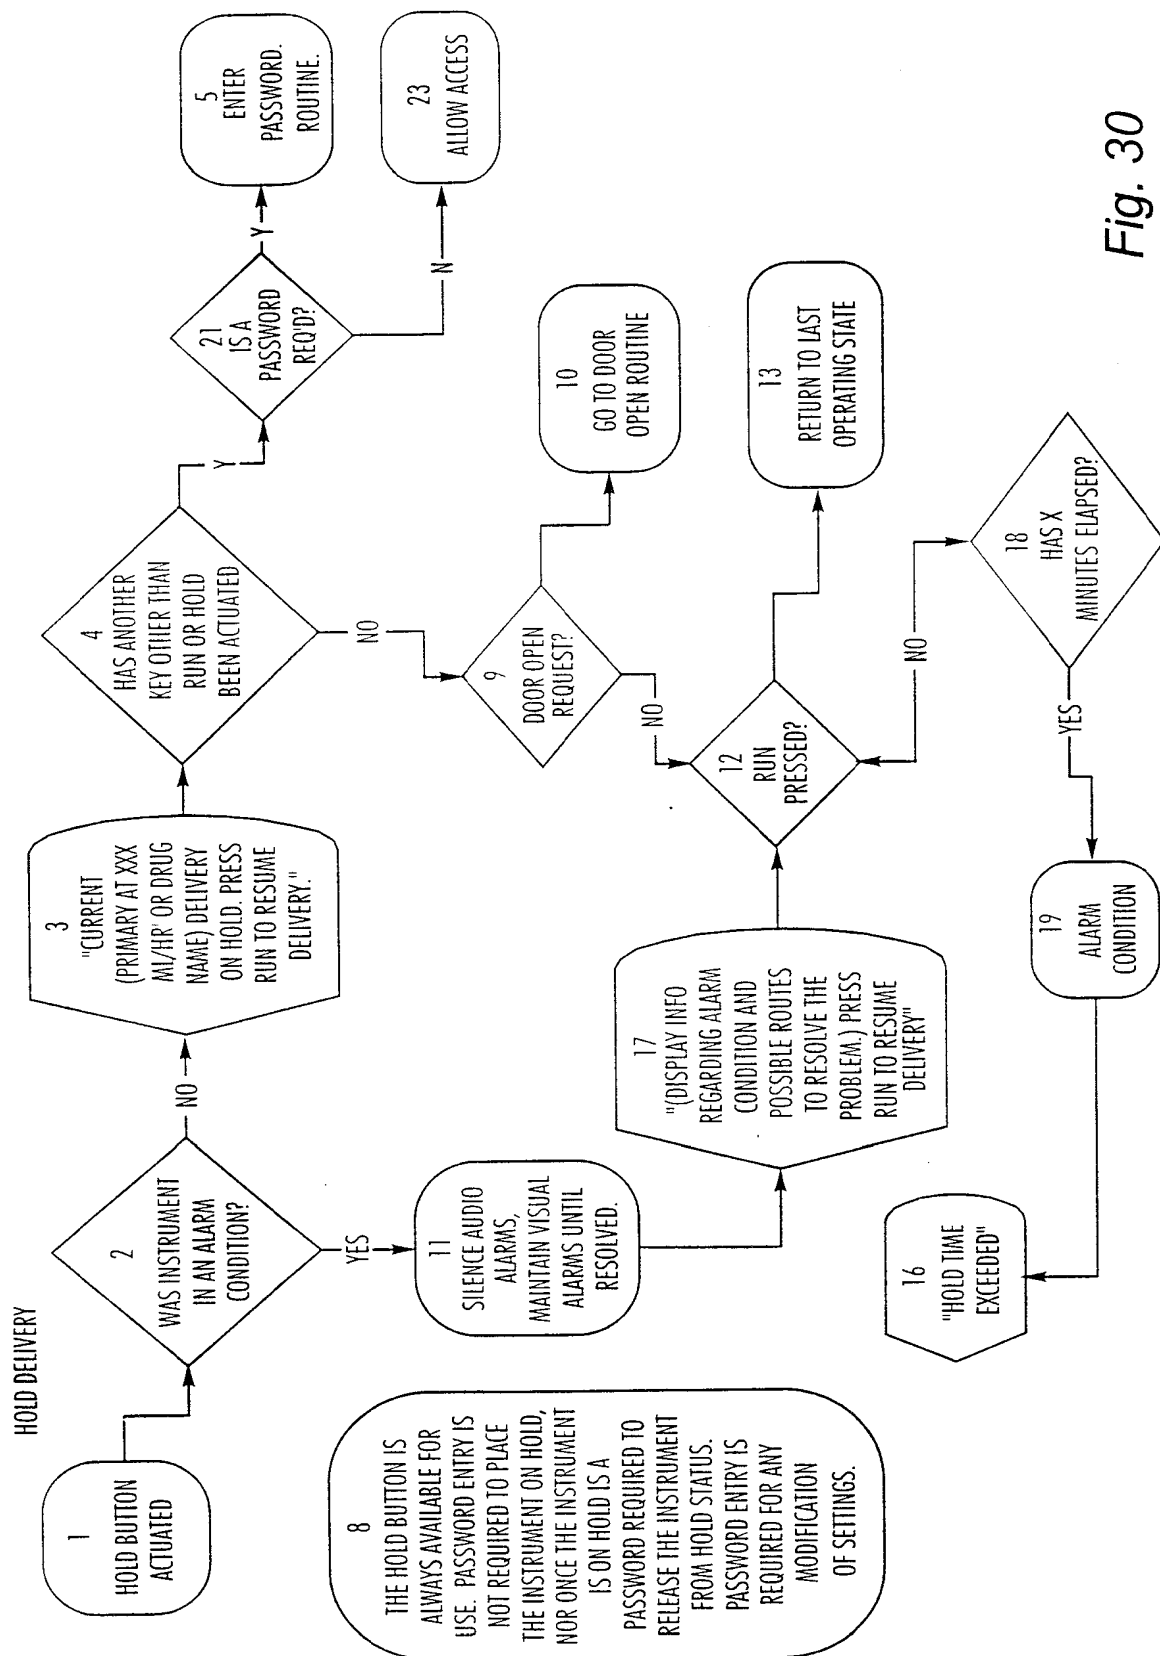 HOLD DELIVERY
1
HOLD BUTTON
ACTUATED
2
WAS INSTRUMENT
IN AN ALARM
CONDITION?
NO
YES
3
"CURRENT
(PRIMARY AT XXX
ML/HR' OR DRUG
NAME) DELIVERY
ON HOLD. PRESS
RUN TO RESUME
DELIVERY."
4
HAS ANOTHER
KEY OTHER THAN
RUN OR HOLD
BEEN ACTUATED
Y
NO
21
IS A
PASSWORD
REQ'D?
Y
N
5
ENTER
PASSWORD.
ROUTINE.
23
ALLOW ACCESS
9
DOOR OPEN
REQUEST?
NO
10
GO TO DOOR
OPEN ROUTINE
11
SILENCE AUDIO
ALARMS,
MAINTAIN VISUAL
ALARMS UNTIL
RESOLVED.
17
"(DISPLAY INFO
REGARDING ALARM
CONDITION AND
POSSIBLE ROUTES
TO RESOLVE THE
PROBLEM.) PRESS
RUN TO RESUME
DELIVERY"
12
RUN
PRESSED?
13
RETURN TO LAST
OPERATING STATE
NO
18
HAS X
MINUTES ELAPSED?
YES
19
ALARM
CONDITION
16
"HOLD TIME
EXCEEDED"
8
THE HOLD BUTTON IS
ALWAYS AVAILABLE FOR
USE. PASSWORD ENTRY IS
NOT REQUIRED TO PLACE
THE INSTRUMENT ON HOLD,
NOR ONCE THE INSTRUMENT
IS ON HOLD IS A
PASSWORD REQUIRED TO
RELEASE THE INSTRUMENT
FROM HOLD STATUS.
PASSWORD ENTRY IS
REQUIRED FOR ANY
MODIFICATION
OF SETTINGS.
Fig. 30